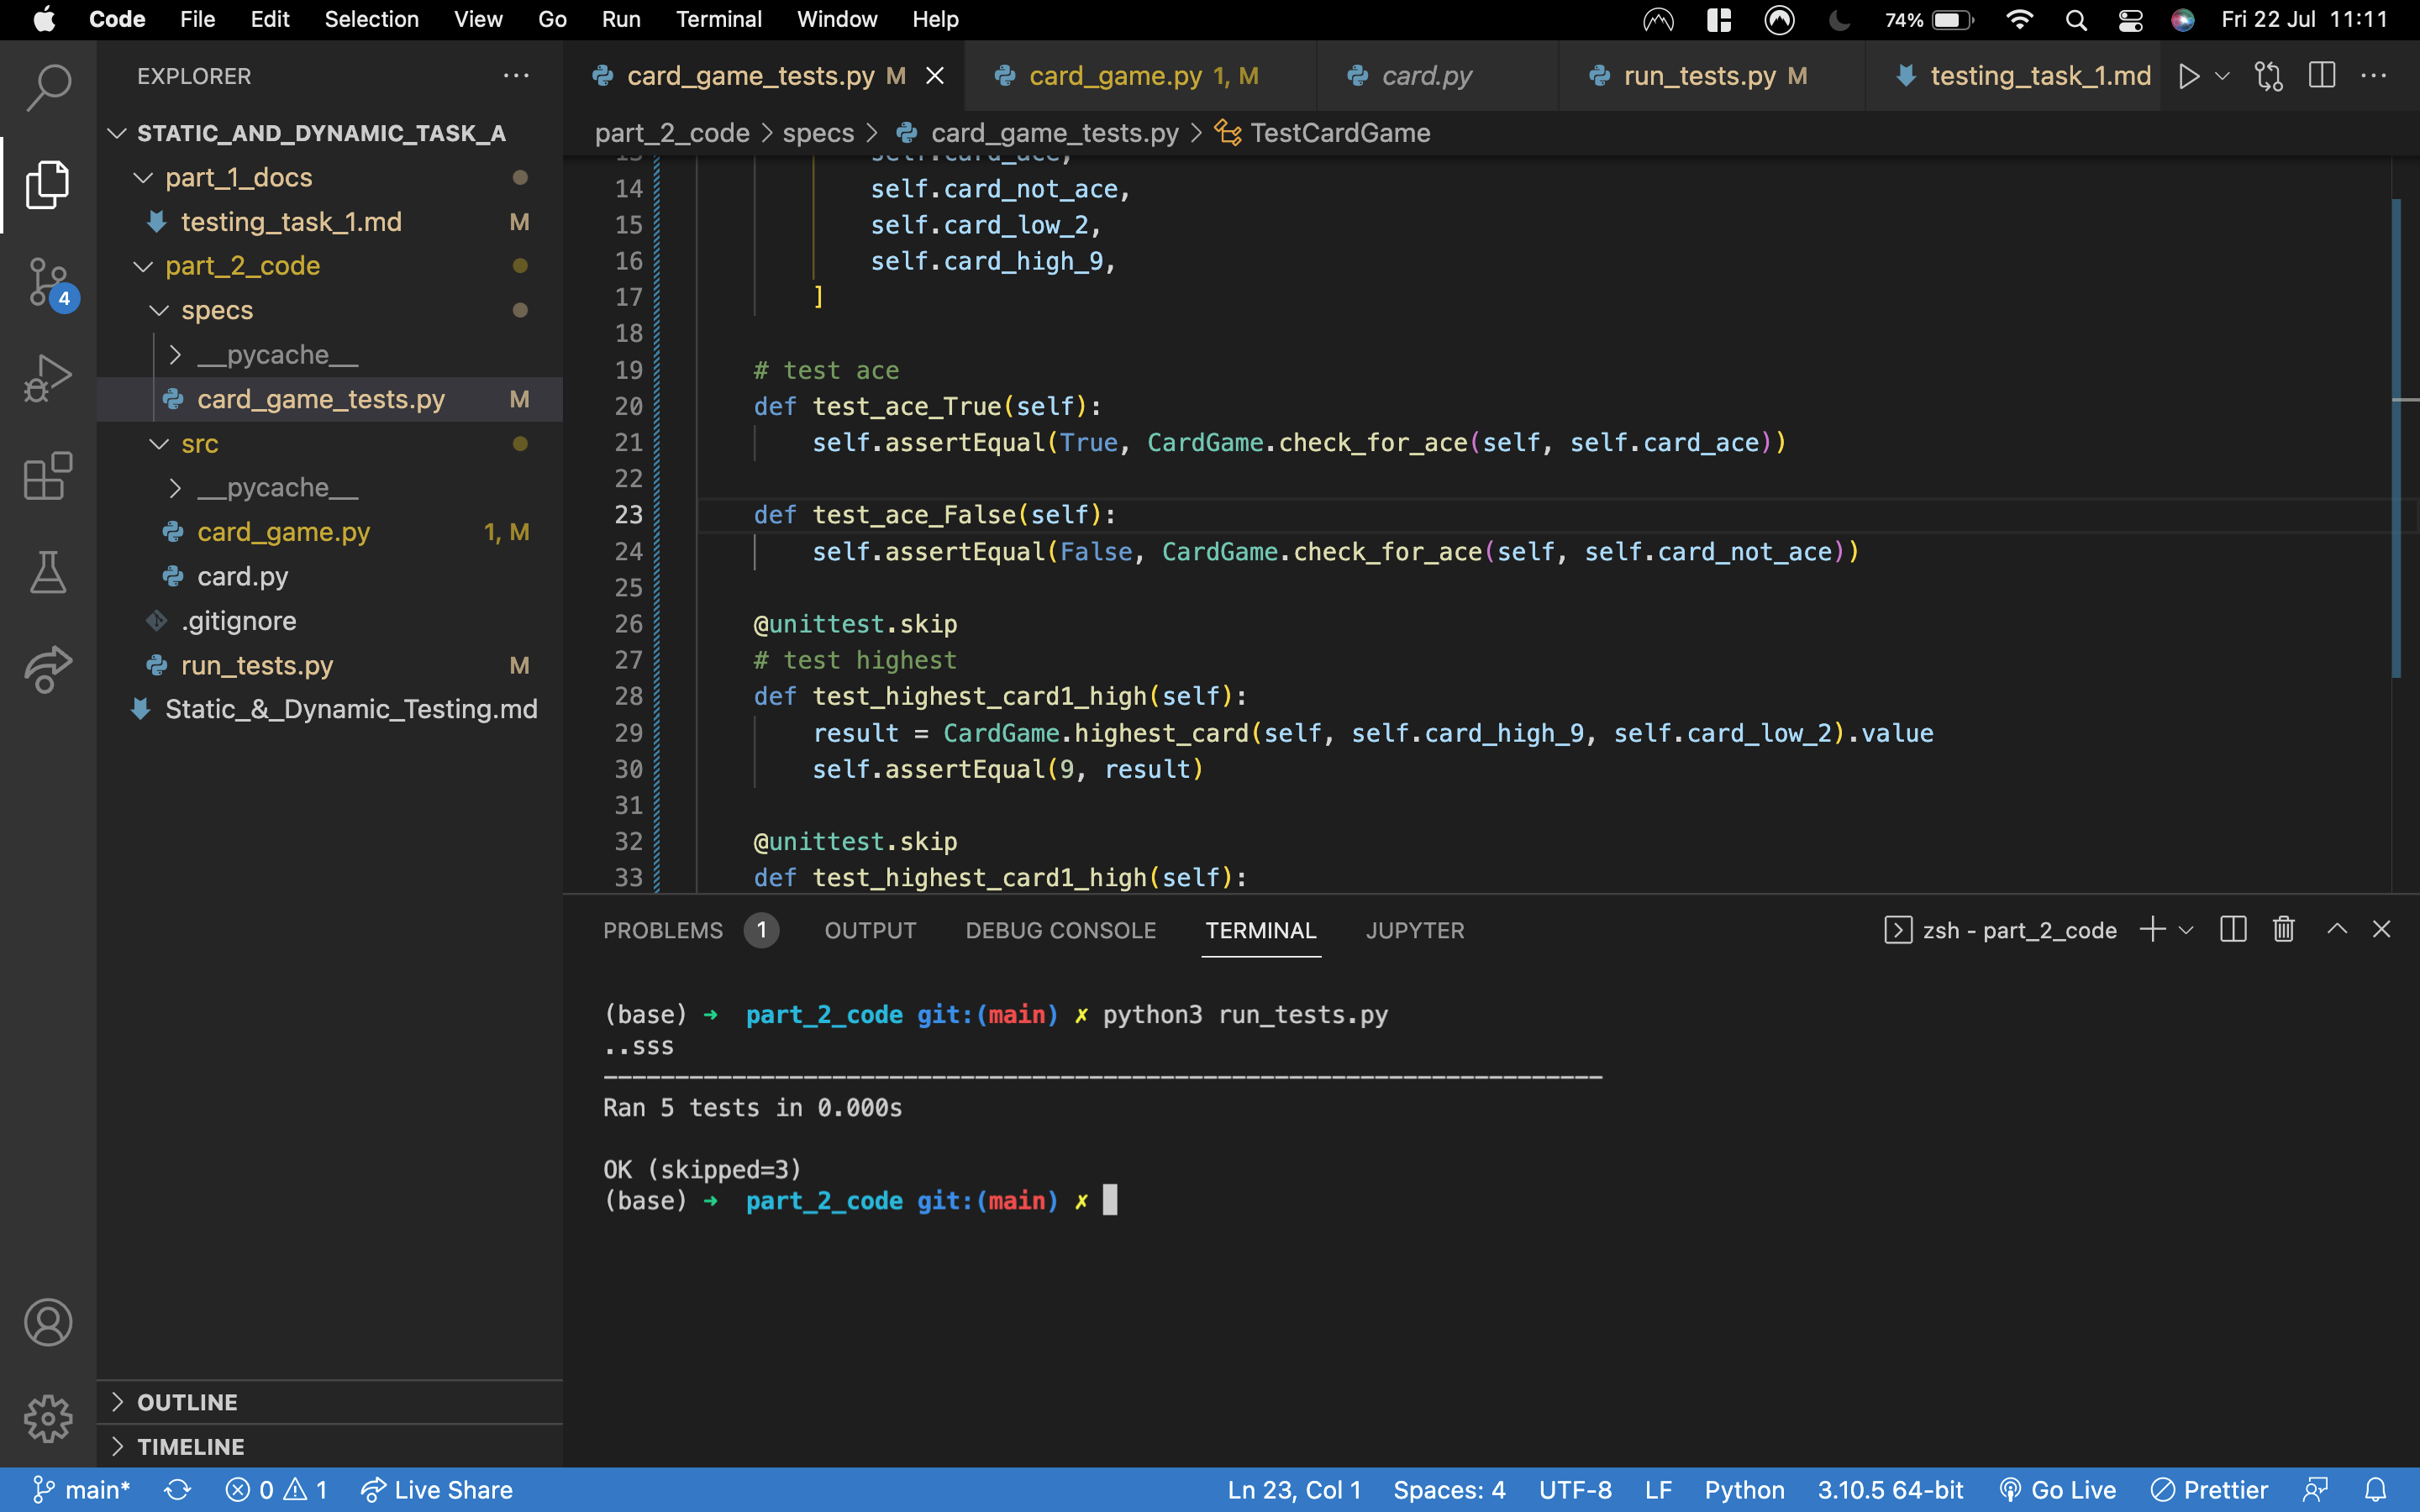 Code File Edit Selection View Go Run Terminal Window Help 74% Fri 22 Jul 11:11
EXPLORER ···
STATIC_AND_DYNAMIC_TASK_A
part_1_docs
testing_task_1.md M
part_2_code
specs
__pycache__
card_game_tests.py M
src
__pycache__
card_game.py 1, M
card.py
.gitignore
run_tests.py M
Static_&_Dynamic_Testing.md
OUTLINE
TIMELINE
4
card_game_tests.py M card_game.py 1, M card.py run_tests.py M testing_task_1.md
part_2_code > specs > card_game_tests.py > TestCardGame
13 self.card_ace,
14 self.card_not_ace,
15 self.card_low_2,
16 self.card_high_9,
17 ]
18
19 # test ace
20 def test_ace_True(self):
21 self.assertEqual(True, CardGame.check_for_ace(self, self.card_ace))
22
23 def test_ace_False(self):
24 self.assertEqual(False, CardGame.check_for_ace(self, self.card_not_ace))
25
26 @unittest.skip
27 # test highest
28 def test_highest_card1_high(self):
29 result = CardGame.highest_card(self, self.card_high_9, self.card_low_2).value
30 self.assertEqual(9, result)
31
32 @unittest.skip
33 def test_highest_card1_high(self):
PROBLEMS 1 OUTPUT DEBUG CONSOLE TERMINAL JUPYTER zsh - part_2_code
(base) ➜ part_2_code git:(main) ✗ python3 run_tests.py
..sss
----------------------------------------------------------------------
Ran 5 tests in 0.000s
OK (skipped=3)
(base) ➜ part_2_code git:(main) ✗
main* 0 1 Live Share Ln 23, Col 1 Spaces: 4 UTF-8 LF Python 3.10.5 64-bit Go Live Prettier